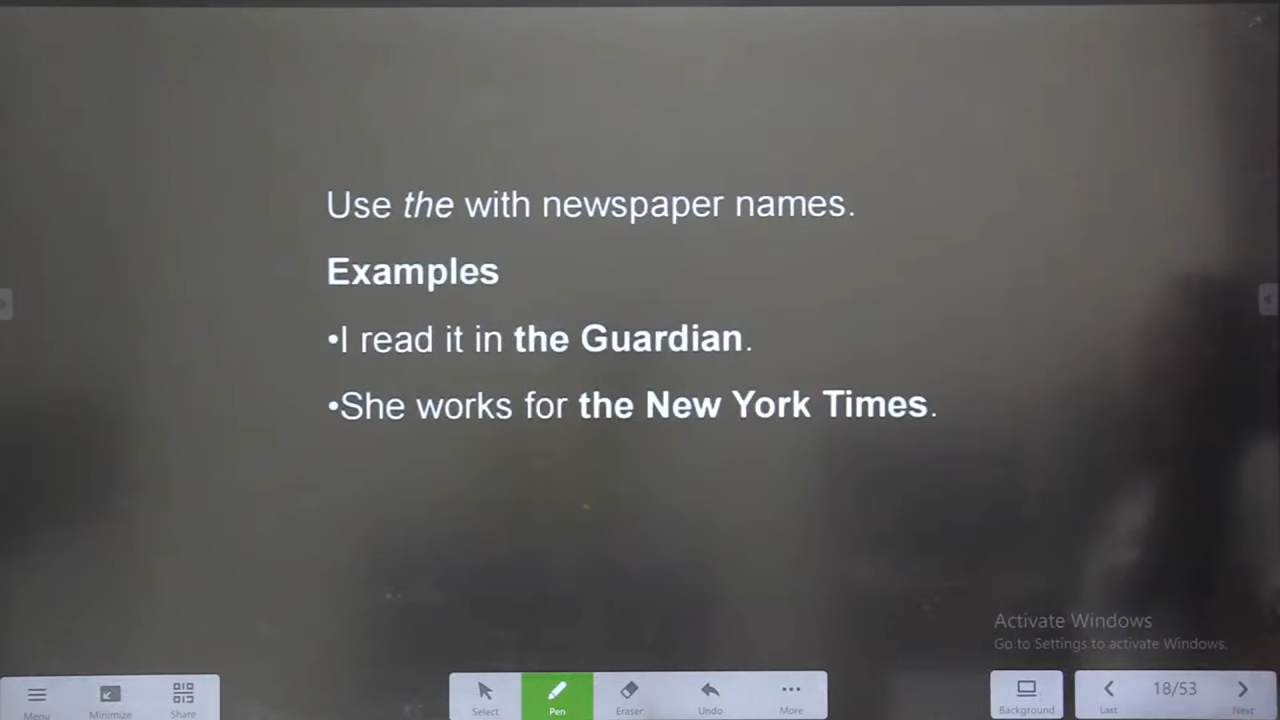 Use the with newspaper names.
Examples
•I read it in the Guardian.
•She works for the New York Times.
Activate Windows
Go to Settings to activate Windows.
Menu Minimize Share Select Pen Eraser Undo More Background Last 18/53 Next